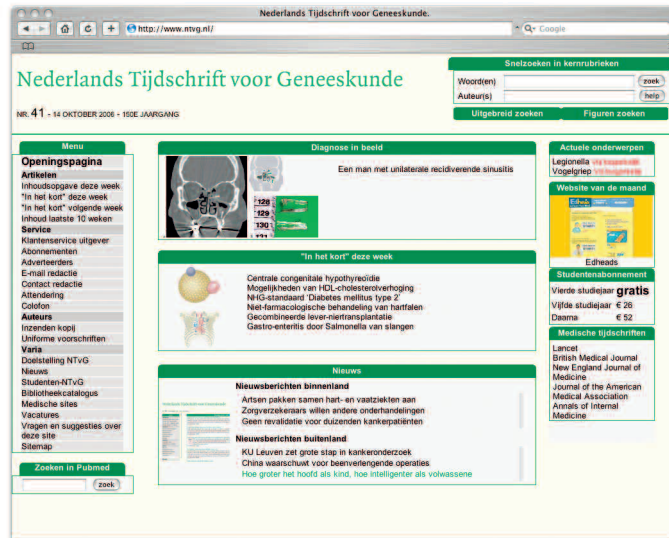 Nederlands Tijdschrift voor Geneeskunde.
http://www.ntvg.nl/
Google
Nederlands Tijdschrift voor Geneeskunde
NR. 41 - 14 OKTOBER 2006 - 150E JAARGANG
Snelzoeken in kernrubrieken
Woord(en) zoek
Auteur(s) help
Uitgebreid zoeken Figuren zoeken
Menu
Openingspagina
Artikelen
Inhoudsopgave deze week
"In het kort" deze week
"In het kort" volgende week
Inhoud laatste 10 weken
Service
Klantenservice uitgever
Abonnementen
Adverteerders
E-mail redactie
Contact redactie
Attendering
Colofon
Auteurs
Inzenden kopij
Uniforme voorschriften
Varia
Doelstelling NTvG
Nieuws
Studenten-NTvG
Bibliotheekcatalogus
Medische sites
Vacatures
Vragen en suggesties over
deze site
Sitemap
Zoeken in Pubmed
zoek
Diagnose in beeld
Een man met unilaterale recidiverende sinusitis
128
129
130
131
"In het kort" deze week
Centrale congenitale hypothyreoïdie
Mogelijkheden van HDL-cholesterolverhoging
NHG-standaard 'Diabetes mellitus type 2'
Niet-farmacologische behandeling van hartfalen
Gecombineerde lever-niertransplantatie
Gastro-enteritis door Salmonella van slangen
Nieuws
Nieuwsberichten binnenland
Artsen pakken samen hart- en vaatziekten aan
Zorgverzekeraars willen andere onderhandelingen
Geen revalidatie voor duizenden kankerpatiënten
Nieuwsberichten buitenland
KU Leuven zet grote stap in kankeronderzoek
China waarschuwt voor beenverlengende operaties
Hoe groter het hoofd als kind, hoe intelligenter als volwassene
Actuele onderwerpen
Legionella
Vogelgriep
Website van de maand
Edheads
Edheads
Studentenabonnement
Vierde studiejaar gratis
Vijfde studiejaar € 26
Daarna € 52
Medische tijdschriften
Lancet
British Medical Journal
New England Journal of
Medicine
Journal of the American
Medical Association
Annals of Internal
Medicine